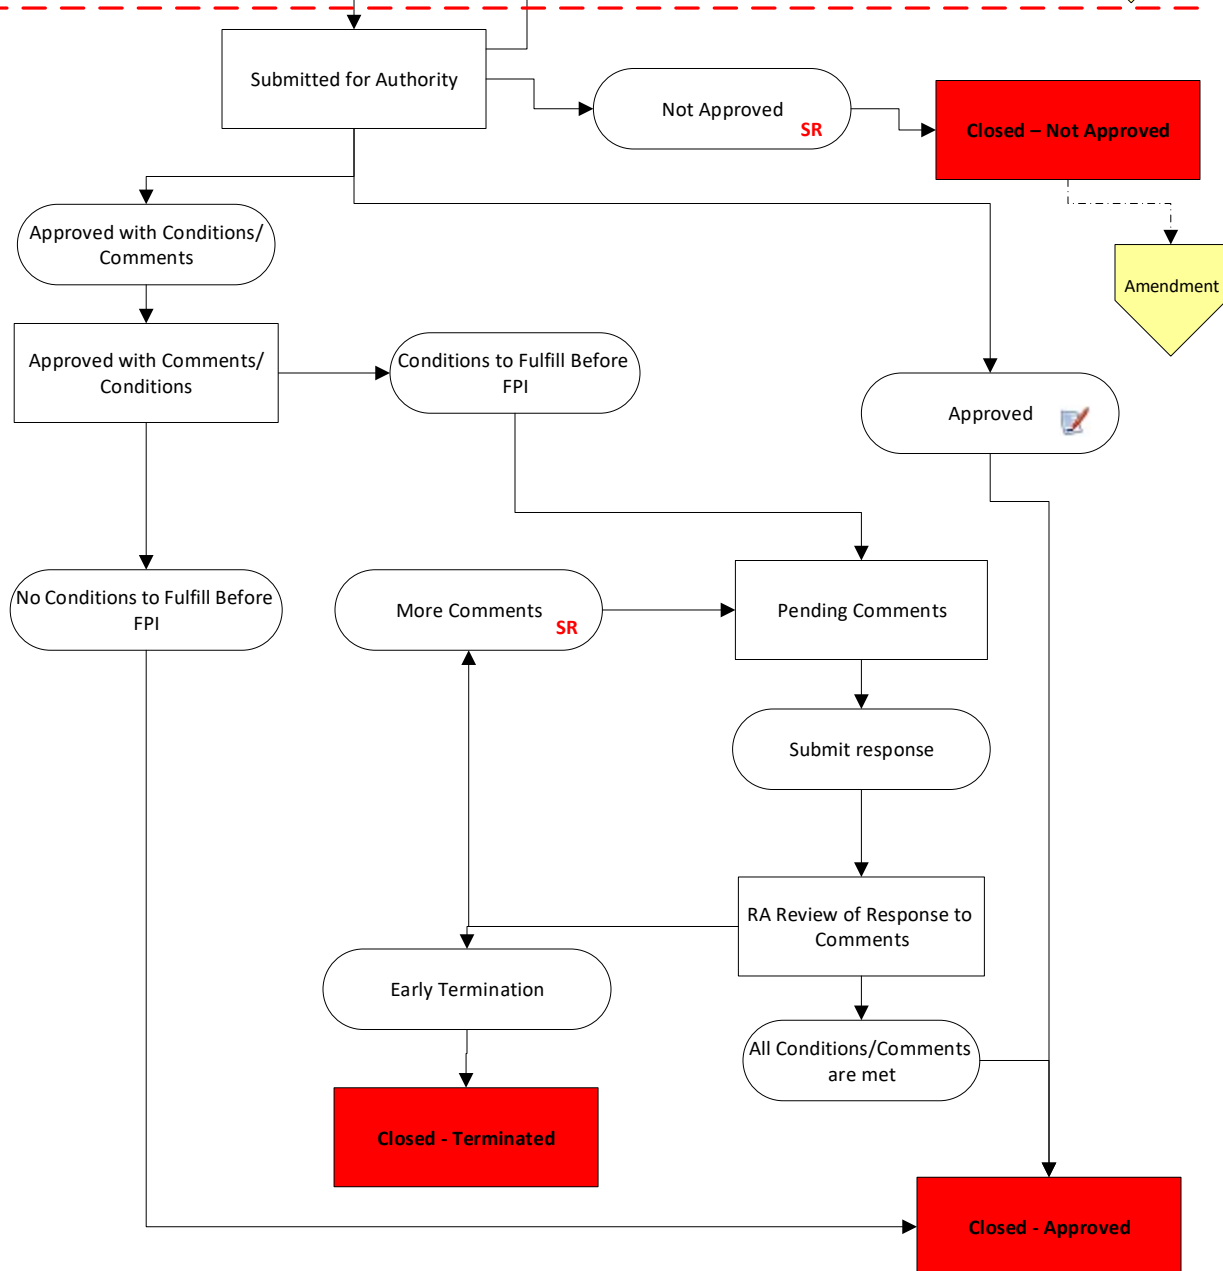 Submitted for Authority
Not Approved
SR
Closed – Not Approved
Approved with Conditions/
Comments
Amendment
Approved with Comments/
Conditions
Conditions to Fulfill Before
FPI
Approved
No Conditions to Fulfill Before
FPI
More Comments
SR
Pending Comments
Submit response
RA Review of Response to
Comments
Early Termination
All Conditions/Comments
are met
Closed - Terminated
Closed - Approved